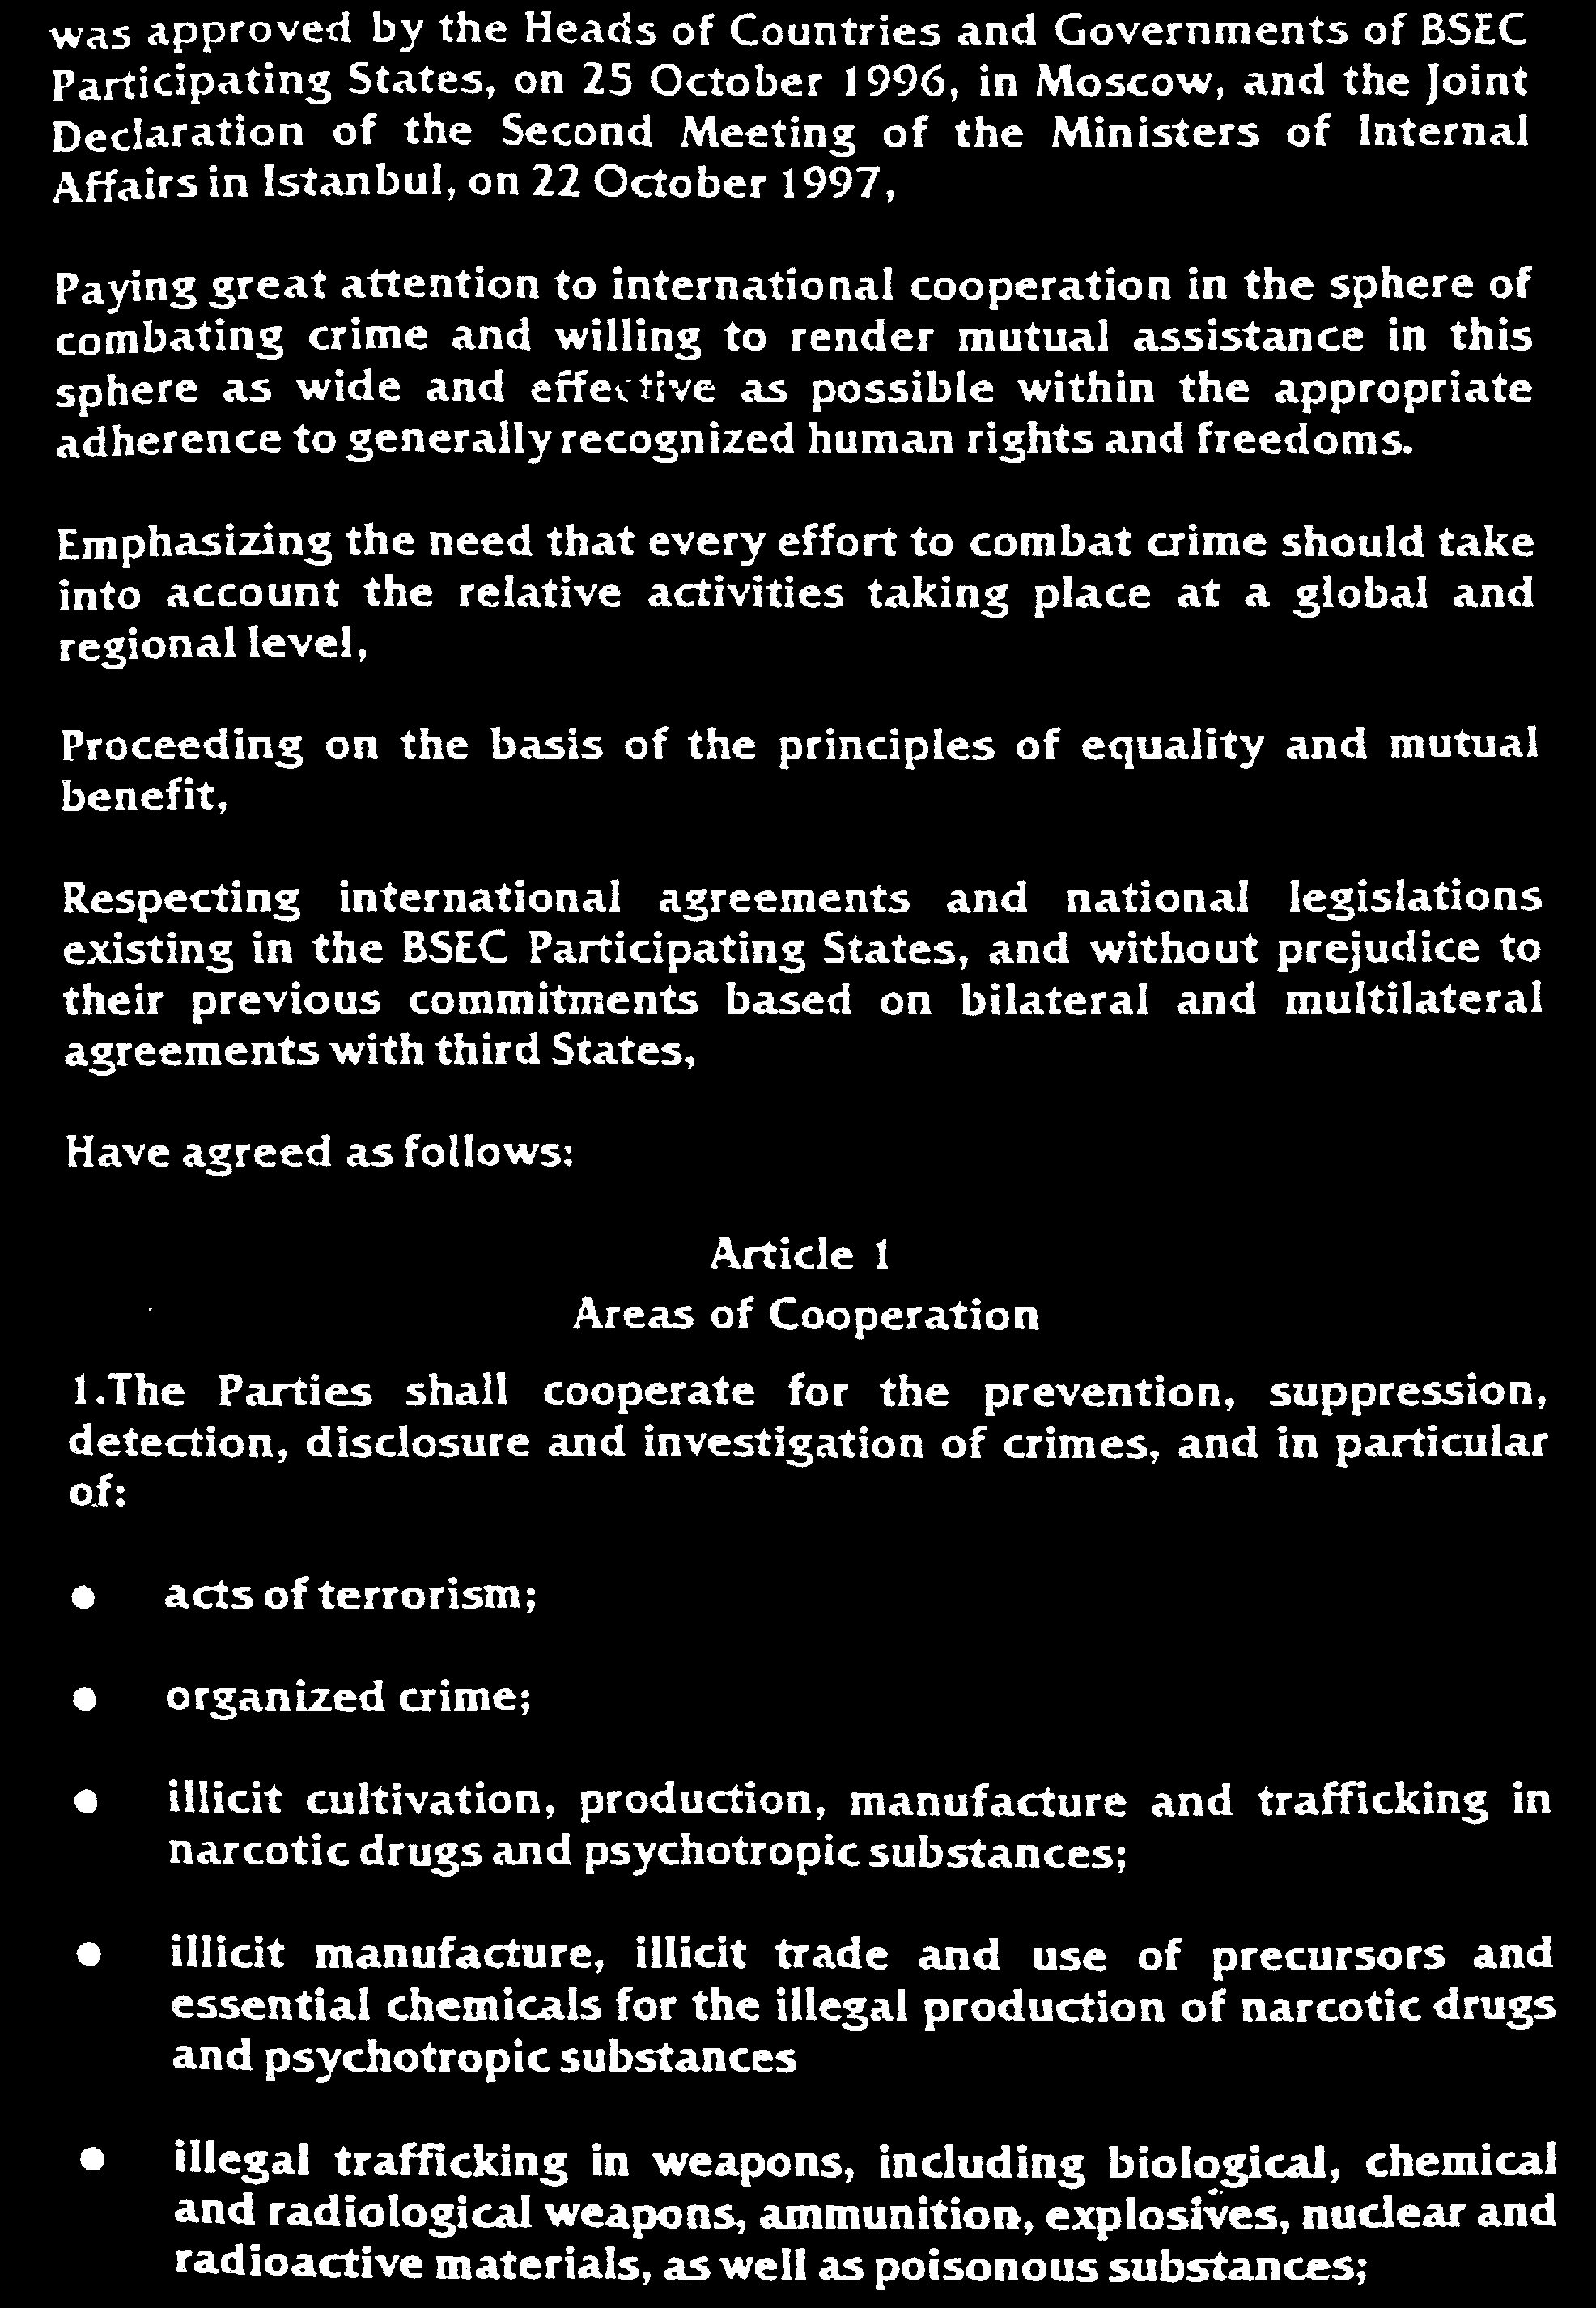 was approved by the Heads of Countries and Governments of BSEC
Participating States, on 25 October 1996, in Moscow, and the Joint
Declaration of the Second Meeting of the Ministers of Internal
Affairs in Istanbul, on 22 October 1997,
Paying great attention to international cooperation in the sphere of
combating crime and willing to render mutual assistance in this
sphere as wide and effective as possible within the appropriate
adherence to generally recognized human rights and freedoms.
Emphasizing the need that every effort to combat crime should take
into account the relative activities taking place at a global and
regional level,
Proceeding on the basis of the principles of equality and mutual
benefit,
Respecting international agreements and national legislations
existing in the BSEC Participating States, and without prejudice to
their previous commitments based on bilateral and multilateral
agreements with third States,
Have agreed as follows:
Article 1
Areas of Cooperation
1.The Parties shall cooperate for the prevention, suppression,
detection, disclosure and investigation of crimes, and in particular
of:
● acts of terrorism;
● organized crime;
● illicit cultivation, production, manufacture and trafficking in
narcotic drugs and psychotropic substances;
● illicit manufacture, illicit trade and use of precursors and
essential chemicals for the illegal production of narcotic drugs
and psychotropic substances
● illegal trafficking in weapons, including biological, chemical
and radiological weapons, ammunition, explosives, nuclear and
radioactive materials, as well as poisonous substances;